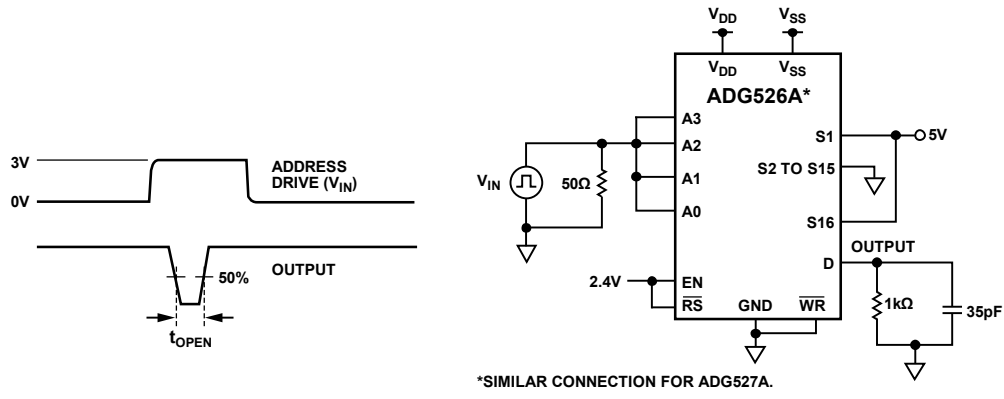 3V
0V
ADDRESS
DRIVE (VIN)
OUTPUT
50%
tOPEN
VDD
VSS
VDD
VSS
ADG526A*
A3
A2
A1
A0
VIN
50Ω
2.4V
EN
RS
GND
WR
S1
5V
S2 TO S15
S16
OUTPUT
D
1kΩ
35pF
*SIMILAR CONNECTION FOR ADG527A.